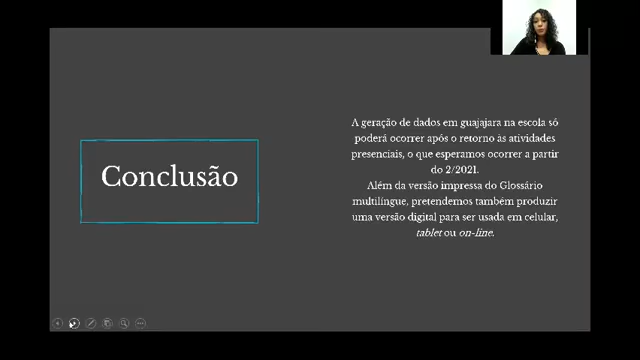 Conclusão
A geração de dados em guajajara na escola só
poderá ocorrer após o retorno às atividades
presenciais, o que esperamos ocorrer a partir
do 2/2021.
Além da versão impressa do Glossário
multilíngue, pretendemos também produzir
uma versão digital para ser usada em celular,
tablet ou on-line.